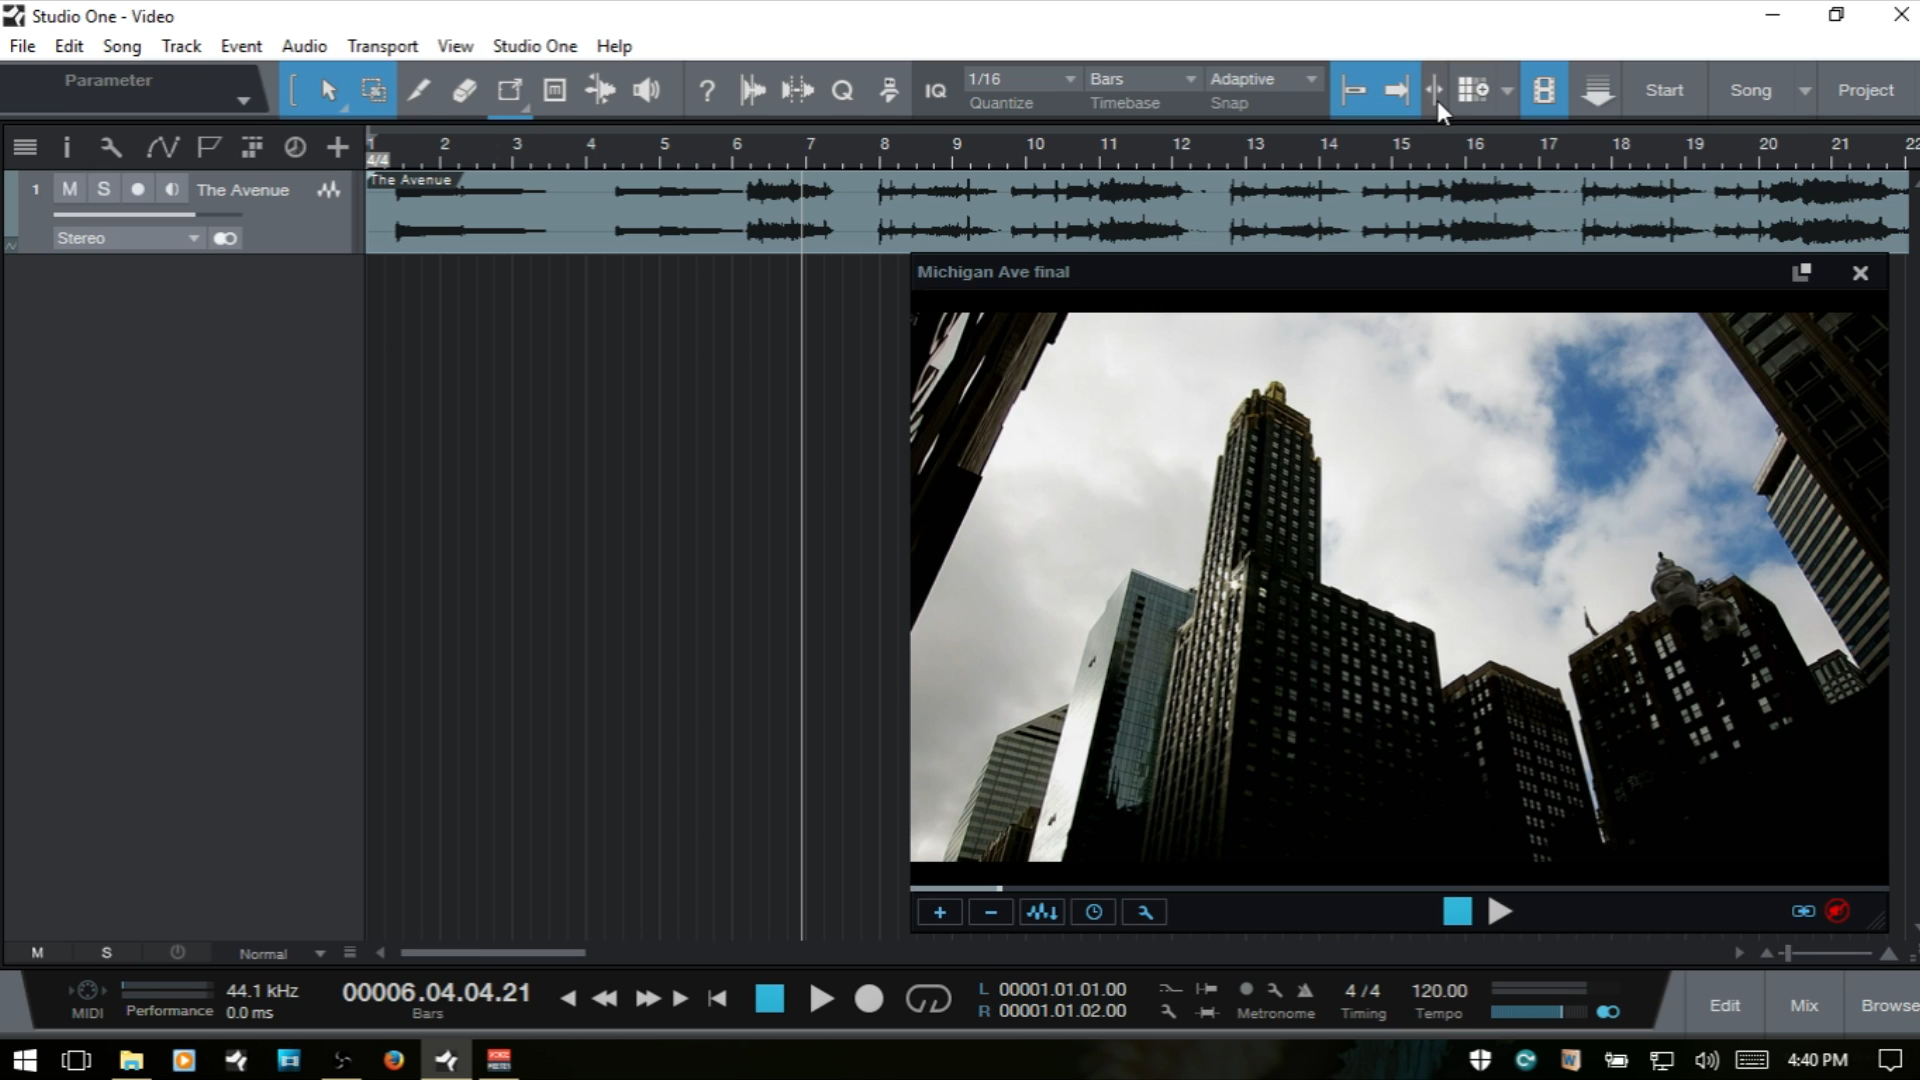 Studio One - Video
File Edit Song Track Event Audio Transport View Studio One Help
Parameter
? Q IQ 1/16 Bars Adaptive
Quantize Timebase Snap
Start Song Project
1 2 3 4 5 6 7 8 9 10 11 12 13 14 15 16 17 18 19 20 21 22
4/4
1 M S The Avenue
Stereo
The Avenue
Michigan Ave final
M S Normal
MIDI
Performance
44.1 kHz
0.0 ms
00006.04.04.21
Bars
L 00001.01.01.00
R 00001.01.02.00
Metronome
4 / 4
Timing
120.00
Tempo
Edit Mix Browse
4:40 PM